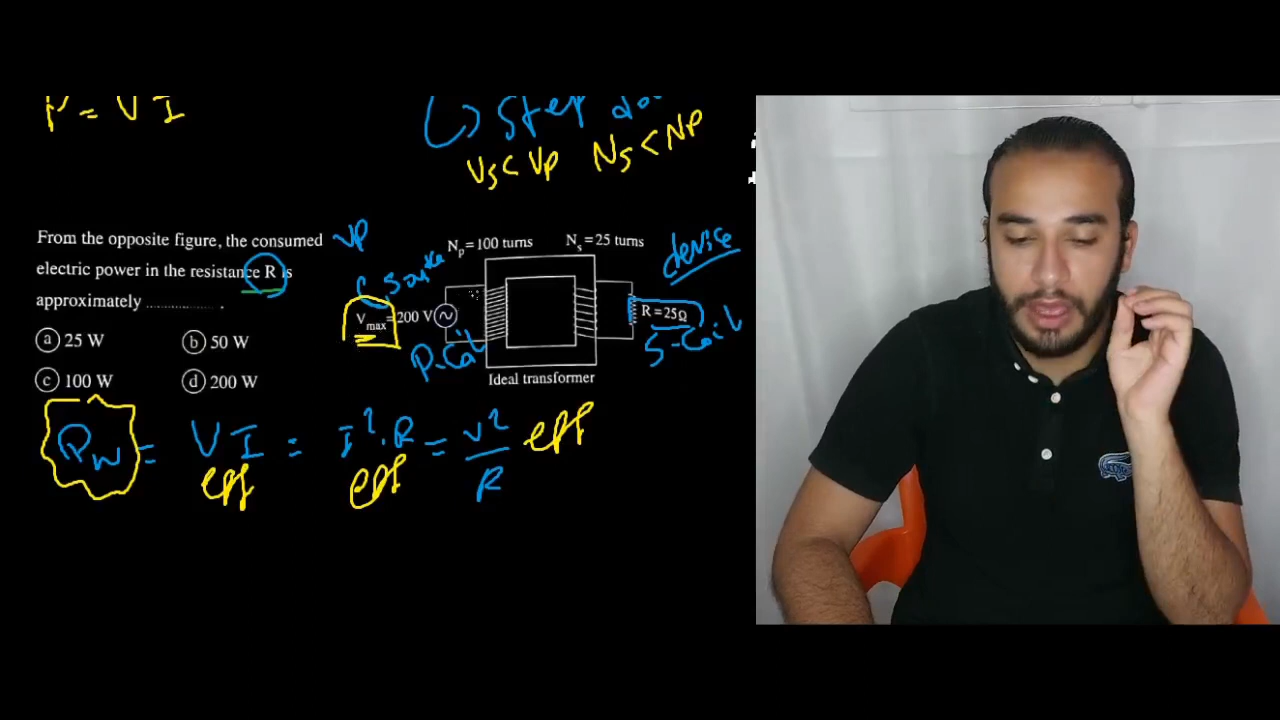 P = V I
Step do
Vs < Vp Ns < Np
From the opposite figure, the consumed
electric power in the resistance R is
approximately .................... .
a 25 W b 50 W
c 100 W d 200 W
Vp
Source
Np = 100 turns Ns = 25 turns
device
Vmax = 200 V
R = 25 Ω
P-Coil
S-Coil
Ideal transformer
Pw = V I = I². R = V² eff
eff eff R